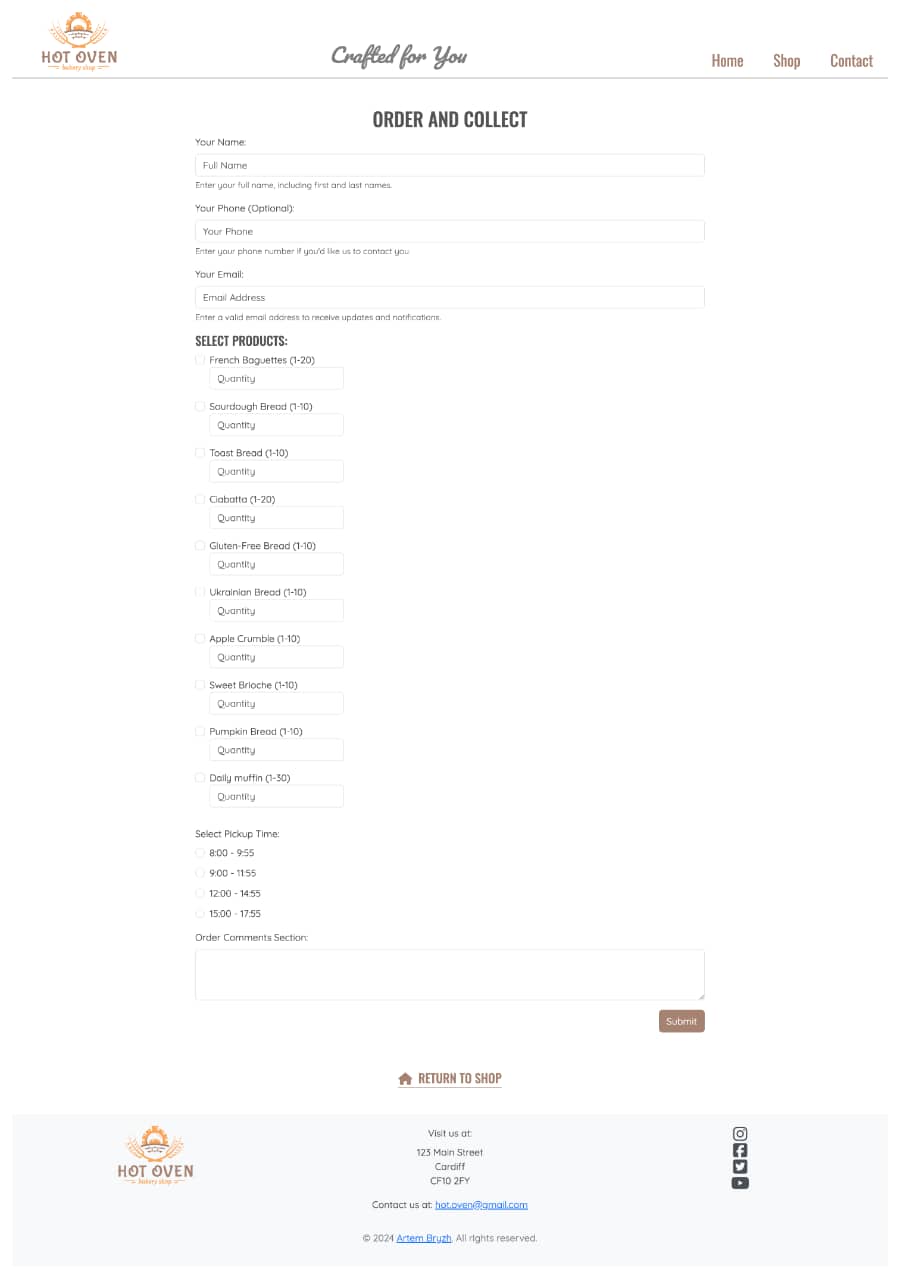 HOT OVEN
bakery shop
Crafted for You
Home
Shop
Contact
ORDER AND COLLECT
Your Name:
Full Name
Enter your full name, including first and last names.
Your Phone (Optional):
Your Phone
Enter your phone number if you'd like us to contact you
Your Email:
Email Address
Enter a valid email address to receive updates and notifications.
SELECT PRODUCTS:
French Baguettes (1-20)
Quantity
Sourdough Bread (1-10)
Quantity
Toast Bread (1-10)
Quantity
Ciabatta (1-20)
Quantity
Gluten-Free Bread (1-10)
Quantity
Ukrainian Bread (1-10)
Quantity
Apple Crumble (1-10)
Quantity
Sweet Brioche (1-10)
Quantity
Pumpkin Bread (1-10)
Quantity
Daily muffin (1-30)
Quantity
Select Pickup Time:
8:00 - 9:55
9:00 - 11:55
12:00 - 14:55
15:00 - 17:55
Order Comments Section:
Submit
RETURN TO SHOP
HOT OVEN
bakery shop
Visit us at:
123 Main Street
Cardiff
CF10 2FY
Contact us at: hot.oven@gmail.com
© 2024 Artem Bryzh. All rights reserved.